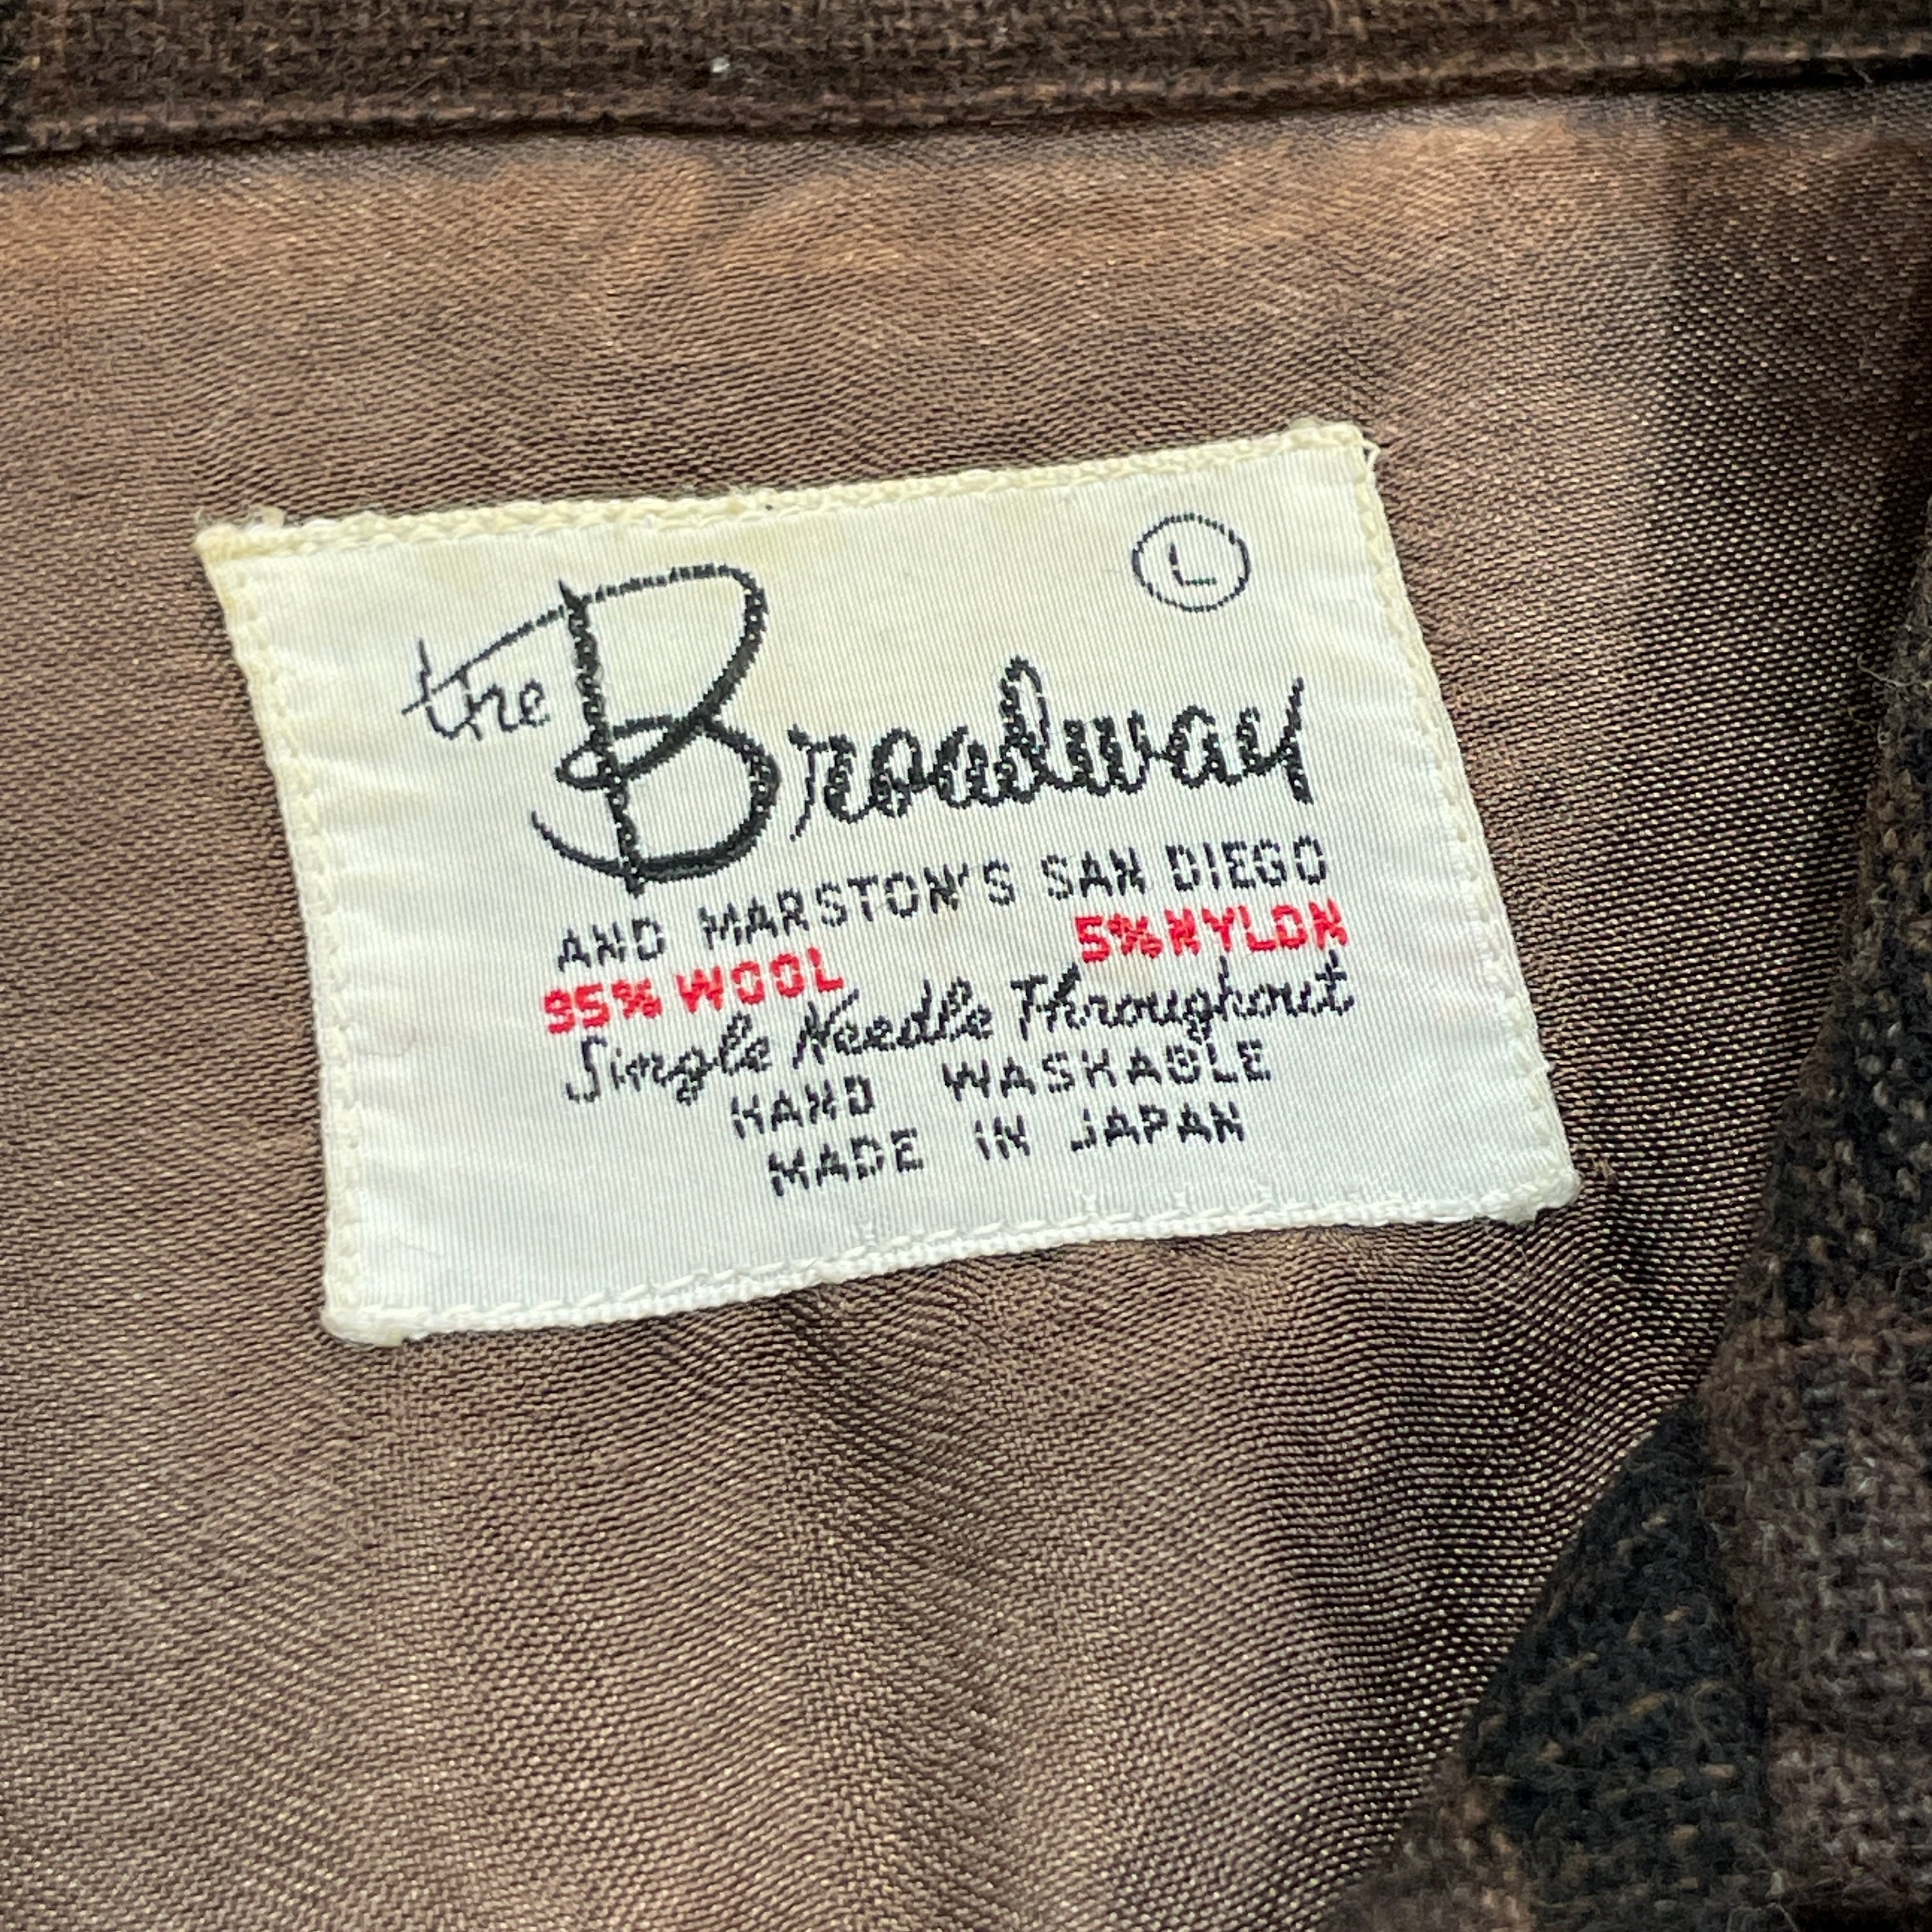 L
the Broadway
AND MARSTON'S SAN DIEGO
95% WOOL 5% NYLON
Single Needle Throughout
HAND WASHABLE
MADE IN JAPAN